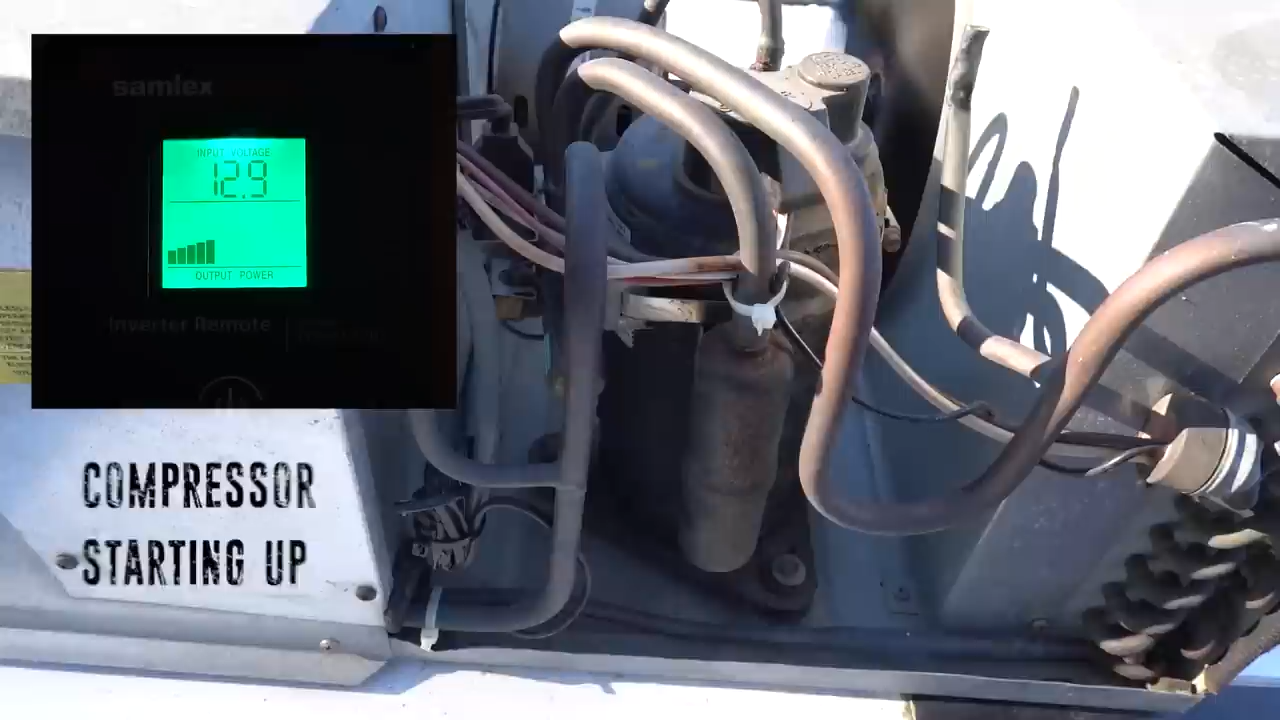 samlex
INPUT VOLTAGE
12.9
OUTPUT POWER
Inverter Remote
COMPRESSOR
STARTING UP